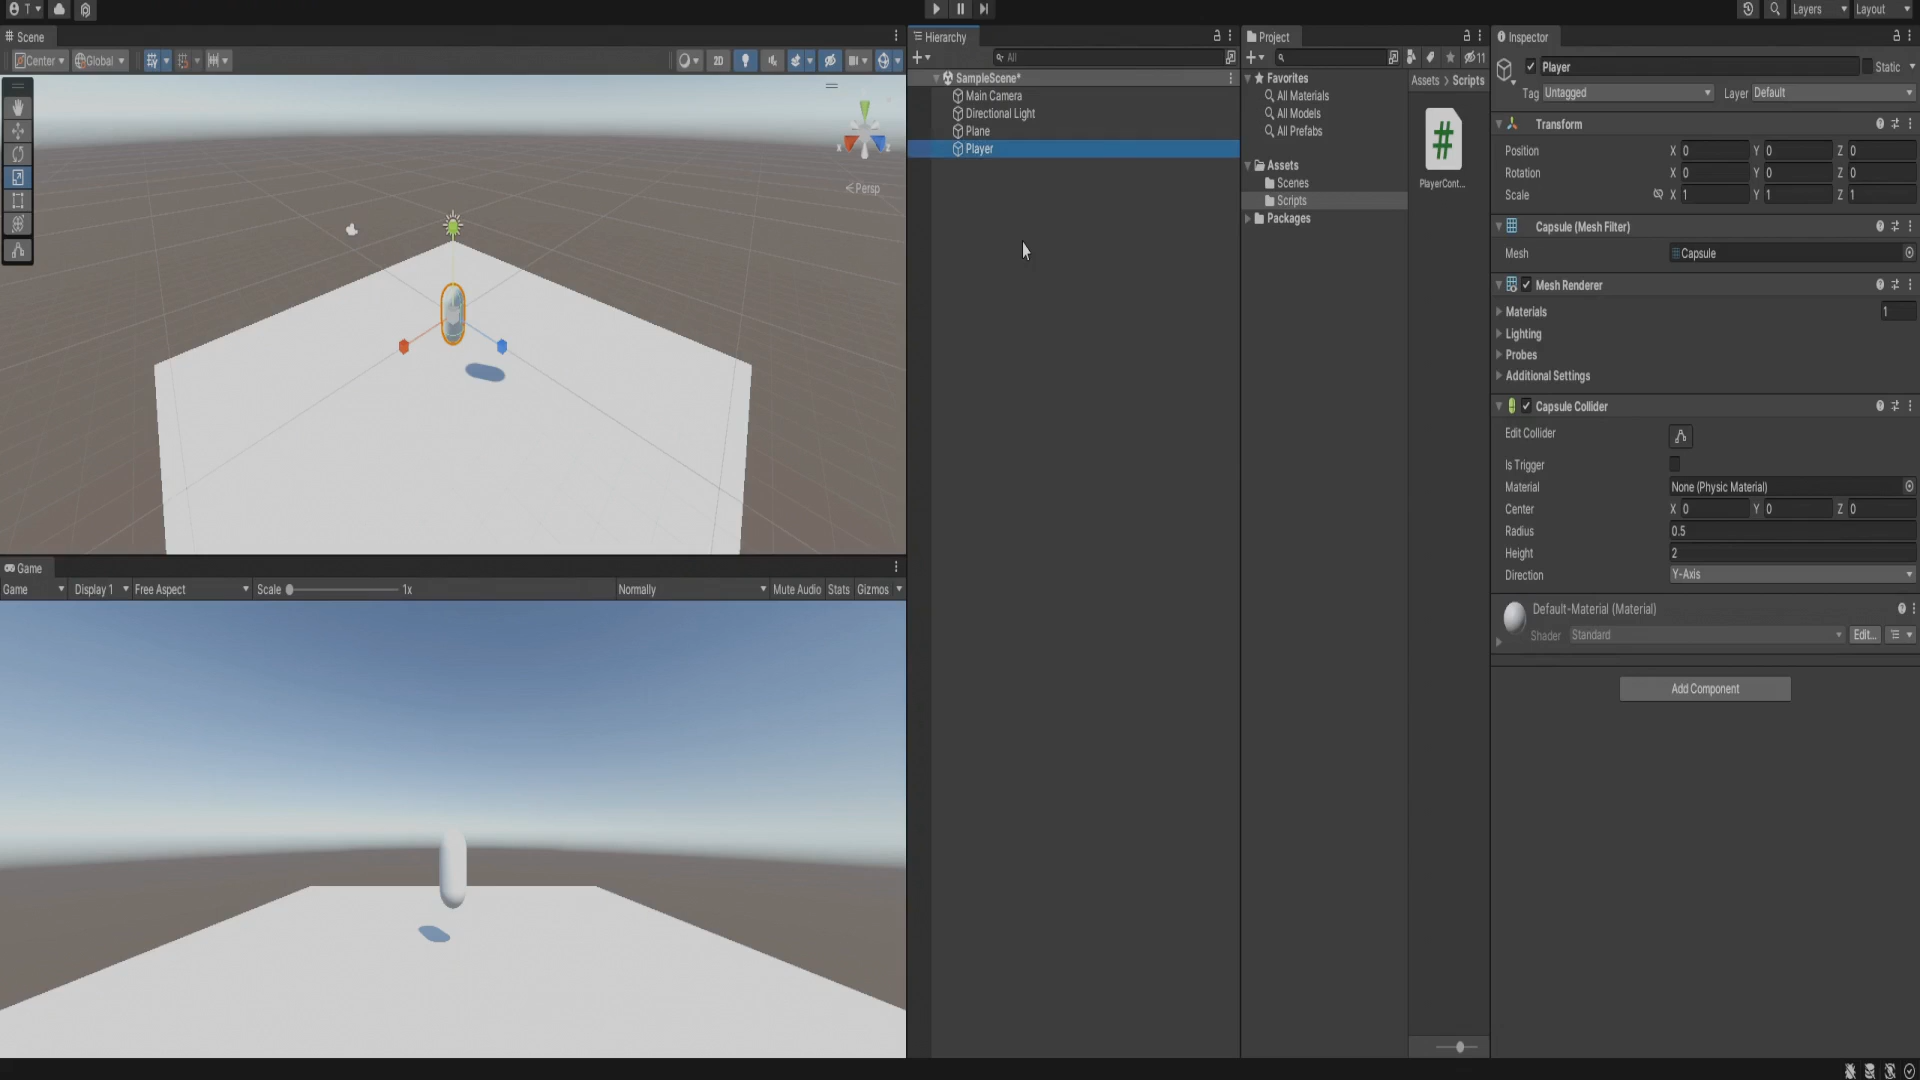 T
Layers
Layout
Scene
Center
Global
2D
Persp
x
z
Game
Game
Display 1
Free Aspect
Scale
1x
Normally
Mute Audio
Stats
Gizmos
Hierarchy
All
SampleScene*
Main Camera
Directional Light
Plane
Player
Project
11
Favorites
All Materials
All Models
All Prefabs
Assets
Scenes
Scripts
Packages
Assets > Scripts
#
PlayerCont...
Inspector
Player
Static
Tag Untagged Layer Default
Transform
Position X 0 Y 0 Z 0
Rotation X 0 Y 0 Z 0
Scale X 1 Y 1 Z 1
Capsule (Mesh Filter)
Mesh Capsule
Mesh Renderer
Materials 1
Lighting
Probes
Additional Settings
Capsule Collider
Edit Collider
Is Trigger
Material None (Physic Material)
Center X 0 Y 0 Z 0
Radius 0.5
Height 2
Direction Y-Axis
Default-Material (Material)
Shader Standard Edit...
Add Component